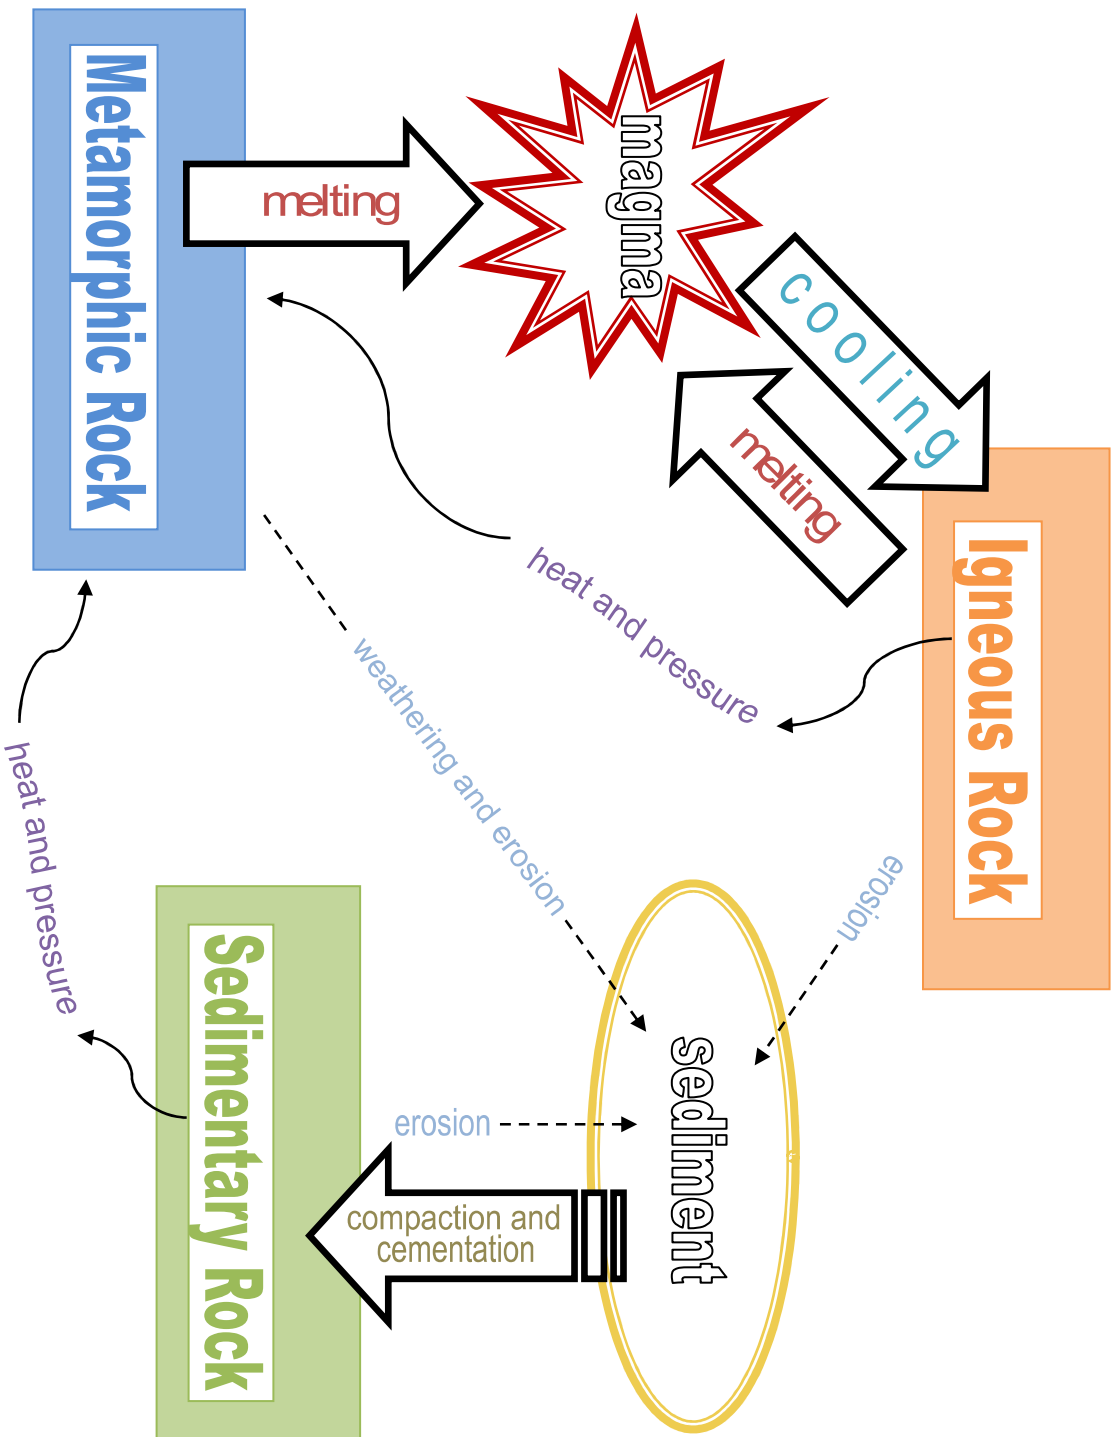 Metamorphic Rock
melting
magma
cooling
melting
Igneous Rock
heat and pressure
weathering and erosion
erosion
heat and pressure
Sedimentary Rock
erosion
sediment
compaction and
cementation